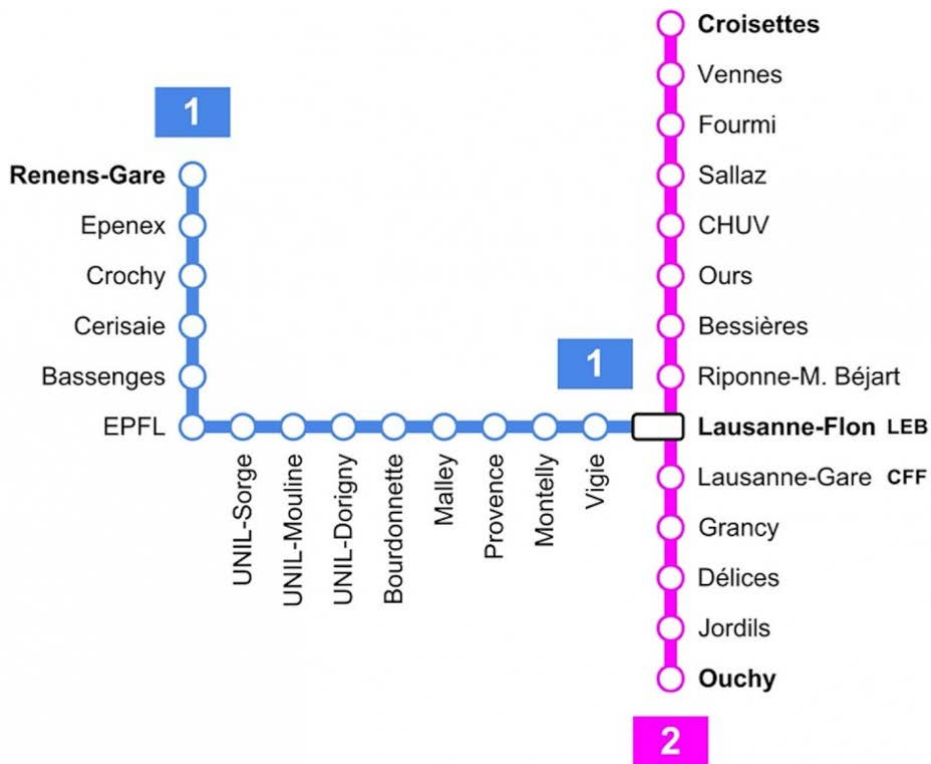 1
Renens-Gare
Epenex
Crochy
Cerisaie
Bassenges
EPFL
UNIL-Sorge
UNIL-Mouline
UNIL-Dorigny
Bourdonnette
Malley
Provence
Montelly
Vigie
1
Croisettes
Vennes
Fourmi
Sallaz
CHUV
Ours
Bessières
Riponne-M. Béjart
Lausanne-Flon LEB
Lausanne-Gare CFF
Grancy
Délices
Jordils
Ouchy
2